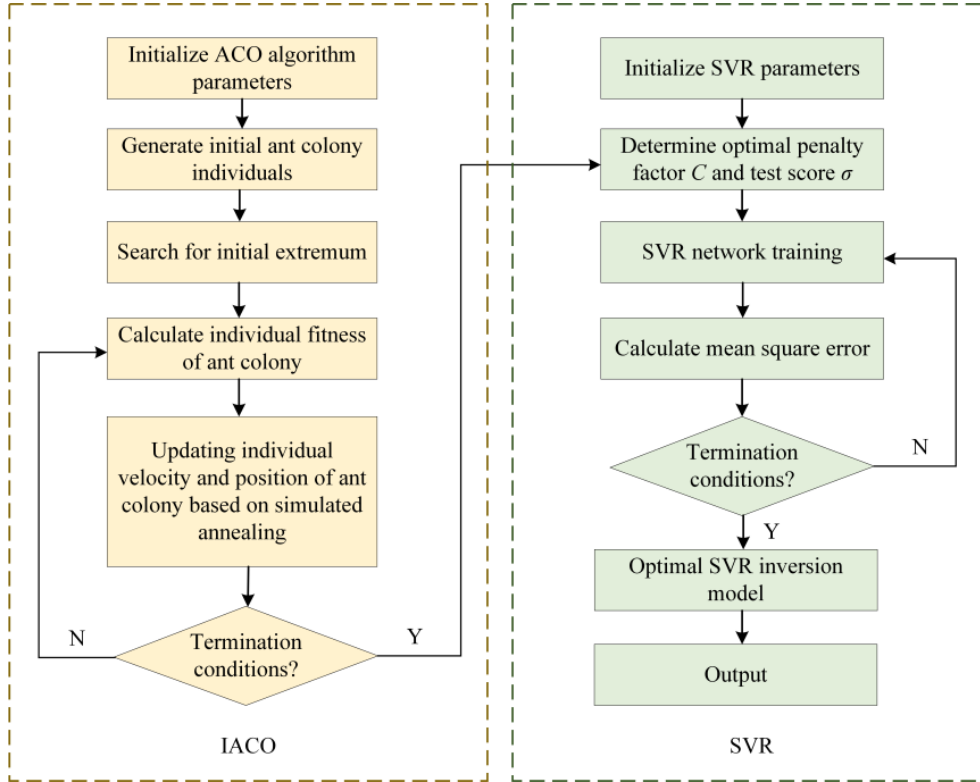 Initialize ACO algorithm
parameters
Generate initial ant colony
individuals
Search for initial extremum
Calculate individual fitness
of ant colony
Updating individual
velocity and position of ant
colony based on simulated
annealing
N
Termination
conditions?
Y
IACO
Initialize SVR parameters
Determine optimal penalty
factor C and test score σ
SVR network training
Calculate mean square error
Termination
conditions?
N
Y
Optimal SVR inversion
model
Output
SVR